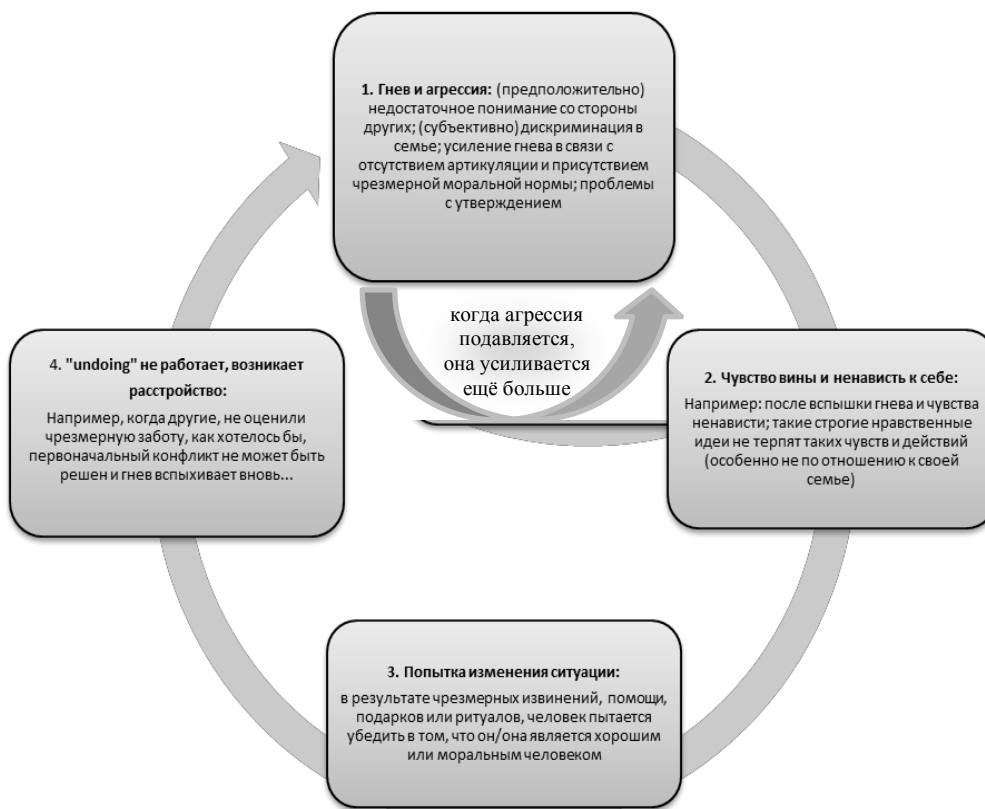 1. Гнев и агрессия: (предположительно)
недостаточное понимание со стороны
других; (субъективно) дискриминация в
семье; усиление гнева в связи с
отсутствием артикуляции и присутствием
чрезмерной моральной нормы; проблемы
с утверждением
когда агрессия
подавляется,
она усиливается
ещё больше
2. Чувство вины и ненависть к себе:
Например: после вспышки гнева и чувства
ненависти; такие строгие нравственные
идеи не терпят таких чувств и действий
(особенно не по отношению к своей
семье)
3. Попытка изменения ситуации:
в результате чрезмерных извинений, помощи,
подарков или ритуалов, человек пытается
убедить в том, что он/она является хорошим
или моральным человеком
4. "undoing" не работает, возникает
расстройство:
Например, когда другие, не оценили
чрезмерную заботу, как хотелось бы,
первоначальный конфликт не может быть
решен и гнев вспыхивает вновь...